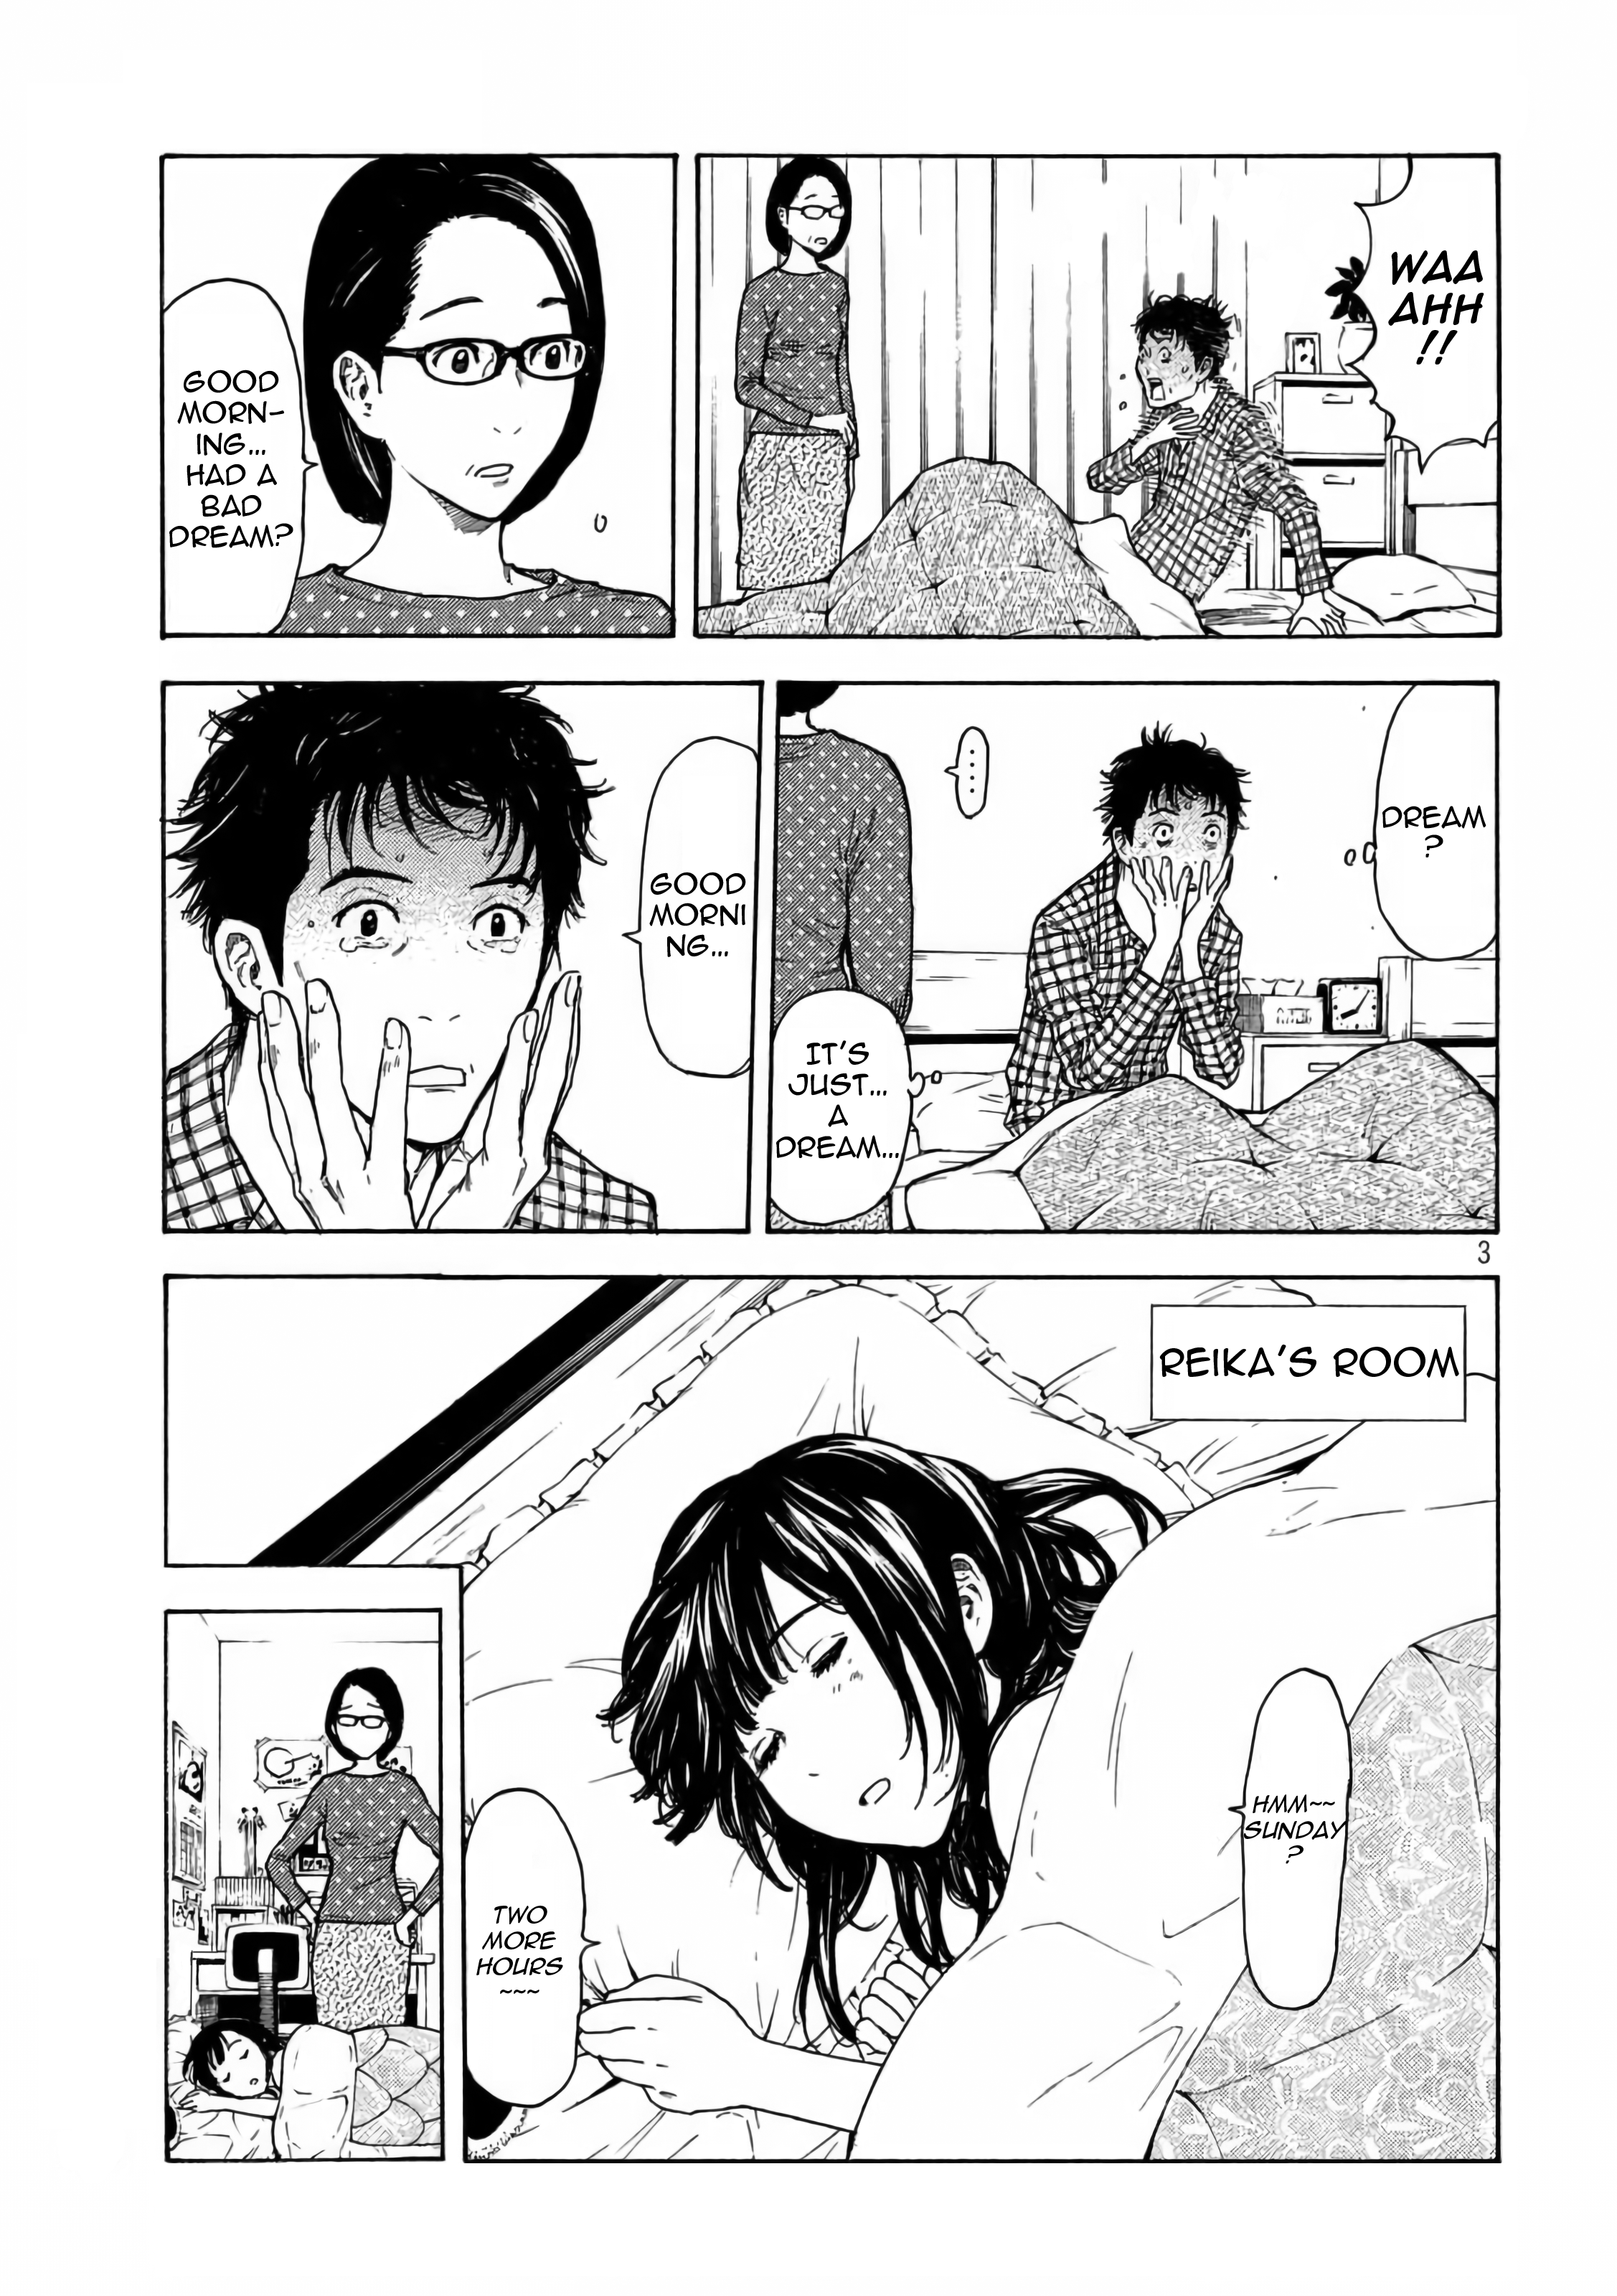 WAA
AHH
!!
GOOD
MORN-
ING...
HAD A
BAD
DREAM?
DREAM
?
....
IT'S
JUST...
A
DREAM...
GOOD
MORNI
NG...
3
REIKA'S ROOM
HMM~~
SUNDAY
?
TWO
MORE
HOURS
~~~